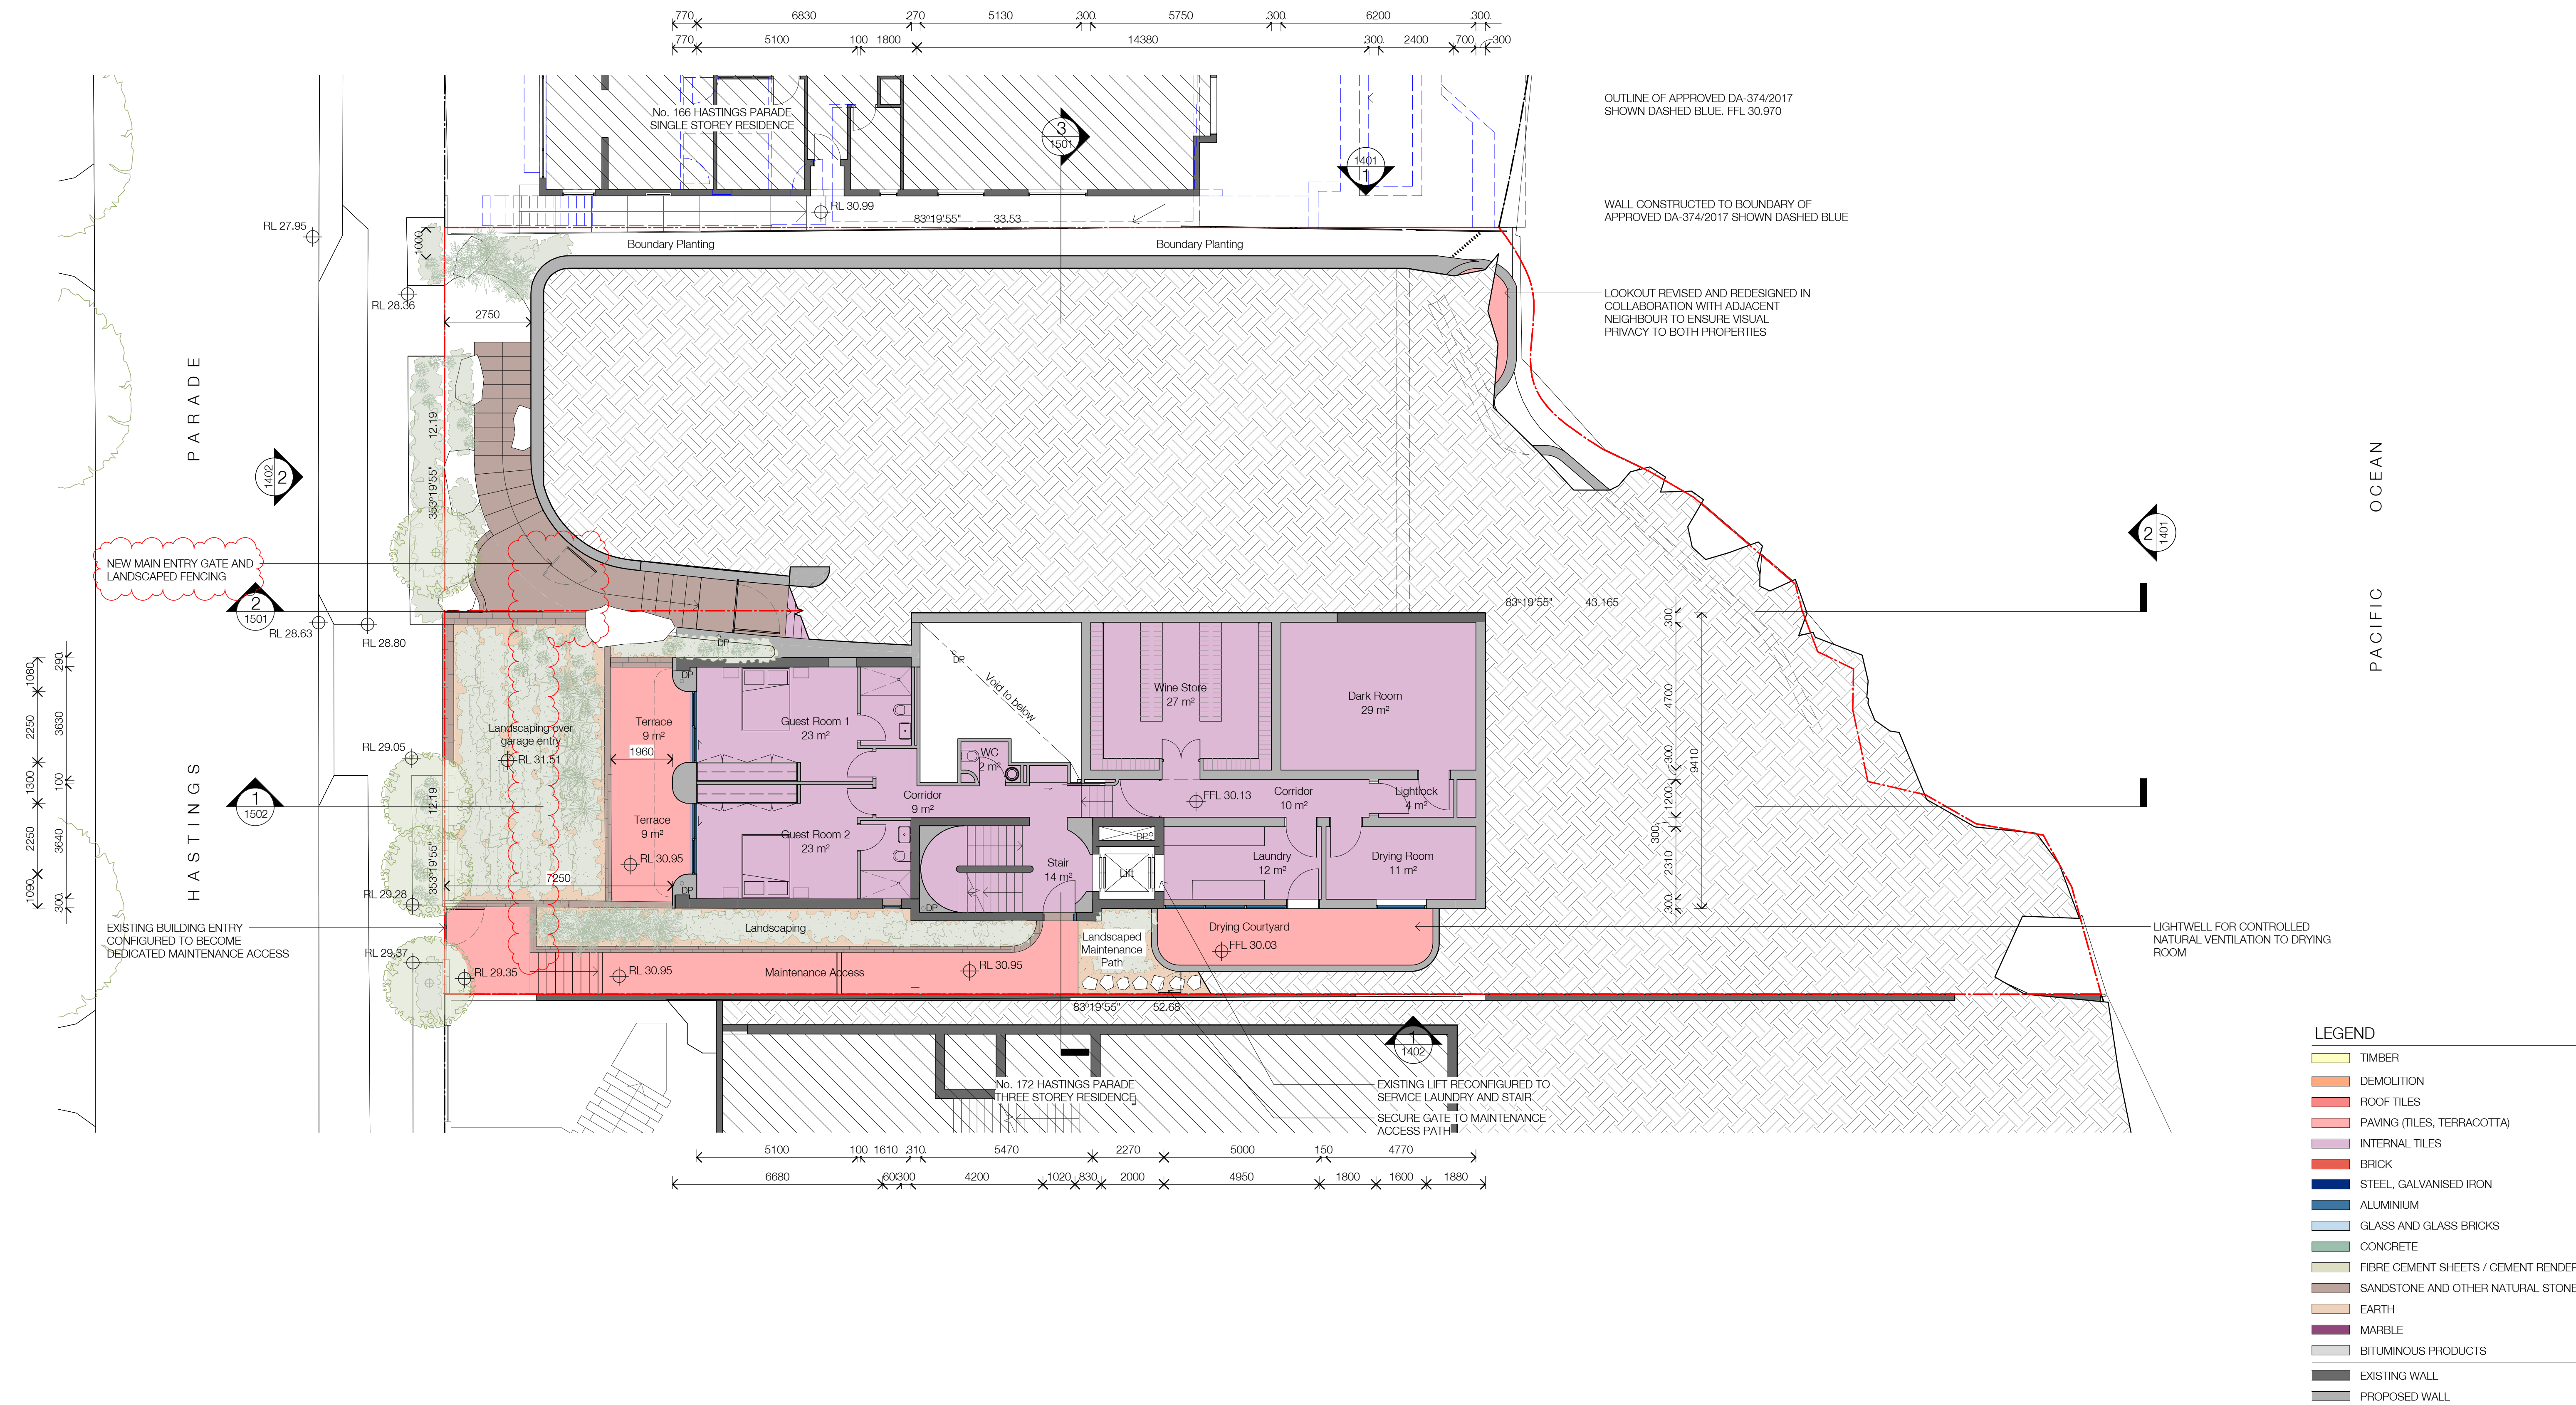 770 6830 270 5130 300 5750 300 6200 300
770 5100 100 1800 14380 300 2400 700 300
No. 166 HASTINGS PARADE
SINGLE STOREY RESIDENCE
3
1501
1401
1
OUTLINE OF APPROVED DA-374/2017
SHOWN DASHED BLUE. FFL 30.970
WALL CONSTRUCTED TO BOUNDARY OF
APPROVED DA-374/2017 SHOWN DASHED BLUE
RL 30.99
83º19'55" 33.53
RL 27.95
1000
Boundary Planting
Boundary Planting
RL 28.36
2750
LOOKOUT REVISED AND REDESIGNED IN
COLLABORATION WITH ADJACENT
NEIGHBOUR TO ENSURE VISUAL
PRIVACY TO BOTH PROPERTIES
HASTINGS PARADE
PACIFIC OCEAN
353º19'55" 12.19
2
1402
2
1401
NEW MAIN ENTRY GATE AND
LANDSCAPED FENCING
2
1501
RL 28.63
RL 28.80
83º19'55" 43.165
DP
DP
DP
Void to below
Wine Store
27 m²
Dark Room
29 m²
Guest Room 1
23 m²
Terrace
9 m²
1960
Landscaping over
garage entry
RL 31.51
RL 29.05
WC
2 m²
Corridor
9 m²
FFL 30.13
Corridor
10 m²
Lightlock
4 m²
1
1502
Terrace
9 m²
RL 30.95
Guest Room 2
23 m²
Stair
14 m²
DP
Lift
Laundry
12 m²
Drying Room
11 m²
7250
DP
DP
353º19'55" 12.19
RL 29.28
1080 2250 1300 2250 1090
290 3630 100 3640 300
300 4700 300 1200 300 2310 300
9410
EXISTING BUILDING ENTRY
CONFIGURED TO BECOME
DEDICATED MAINTENANCE ACCESS
Landscaping
Landscaped
Maintenance
Path
Drying Courtyard
FFL 30.03
LIGHTWELL FOR CONTROLLED
NATURAL VENTILATION TO DRYING
ROOM
RL 29.37
RL 29.35
RL 30.95
Maintenance Access
RL 30.95
83º19'55" 52.68
1
1402
No. 172 HASTINGS PARADE
THREE STOREY RESIDENCE
EXISTING LIFT RECONFIGURED TO
SERVICE LAUNDRY AND STAIR
SECURE GATE TO MAINTENANCE
ACCESS PATH
5100 100 1610 310 5470 2270 5000 150 4770
6680 600 300 4200 1020 830 2000 4950 1800 1600 1880
LEGEND
TIMBER
DEMOLITION
ROOF TILES
PAVING (TILES, TERRACOTTA)
INTERNAL TILES
BRICK
STEEL, GALVANISED IRON
ALUMINIUM
GLASS AND GLASS BRICKS
CONCRETE
FIBRE CEMENT SHEETS / CEMENT RENDER
SANDSTONE AND OTHER NATURAL STONE
EARTH
MARBLE
BITUMINOUS PRODUCTS
EXISTING WALL
PROPOSED WALL